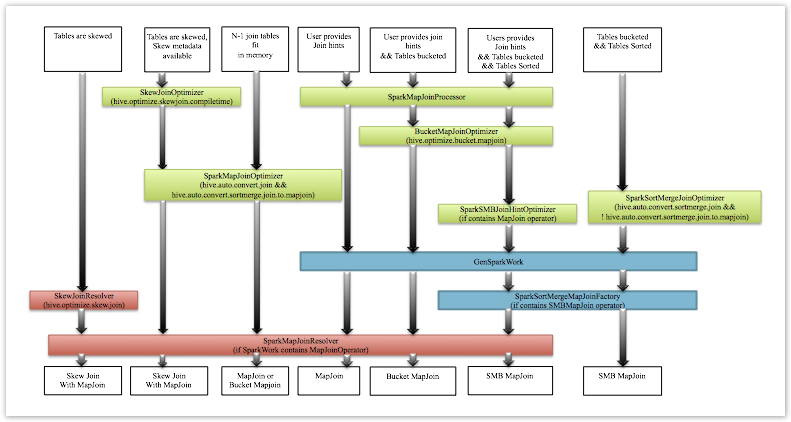 Tables are skewed
Tables are skewed,
Skew metadata
available
N-1 join tables
fit
in memory
User provides
Join hints
User provides join
hints
&& Tables bucketed
Users provides
Join hints
&& Tables bucketed
&& Tables Sorted
Tables bucketed
&& Tables Sorted
SkewJoinOptimizer
(hive.optimize.skewjoin.compiletime)
SparkMapJoinProcessor
BucketMapJoinOptimizer
(hive.optimize.bucket.mapjoin)
SparkMapJoinOptimizer
(hive.auto.convert.join &&
hive.auto.convert.sortmerge.join.to.mapjoin)
SparkSMBJoinHintOptimizer
(if contains MapJoin operator)
SparkSortMergeJoinOptimizer
(hive.auto.convert.sortmerge.join &&
! hive.auto.convert.sortmerge.join.to.mapjoin)
GenSparkWork
SkewJoinResolver
(hive.optimize.skew.join)
SparkSortMergeMapJoinFactory
(if contains SMBMapJoin operator)
SparkMapJoinResolver
(if SparkWork contains MapJoinOperator)
Skew Join
With MapJoin
Skew Join
With MapJoin
MapJoin or
Bucket Mapjoin
MapJoin
Bucket MapJoin
SMB MapJoin
SMB MapJoin